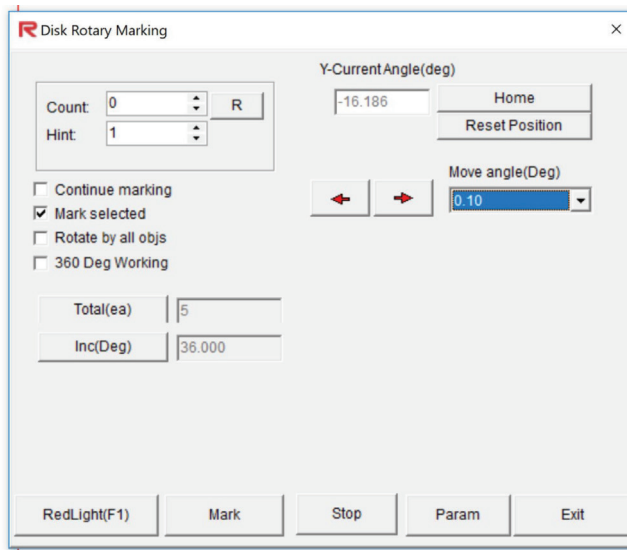 Disk Rotary Marking
Y-Current Angle(deg)
Count: 0 R
Hint: 1
-16.186 Home
Reset Position
Move angle(Deg)
0.10
Continue marking
Mark selected
Rotate by all objs
360 Deg Working
Total(ea) 5
Inc(Deg) 36.000
RedLight(F1) Mark Stop Param Exit